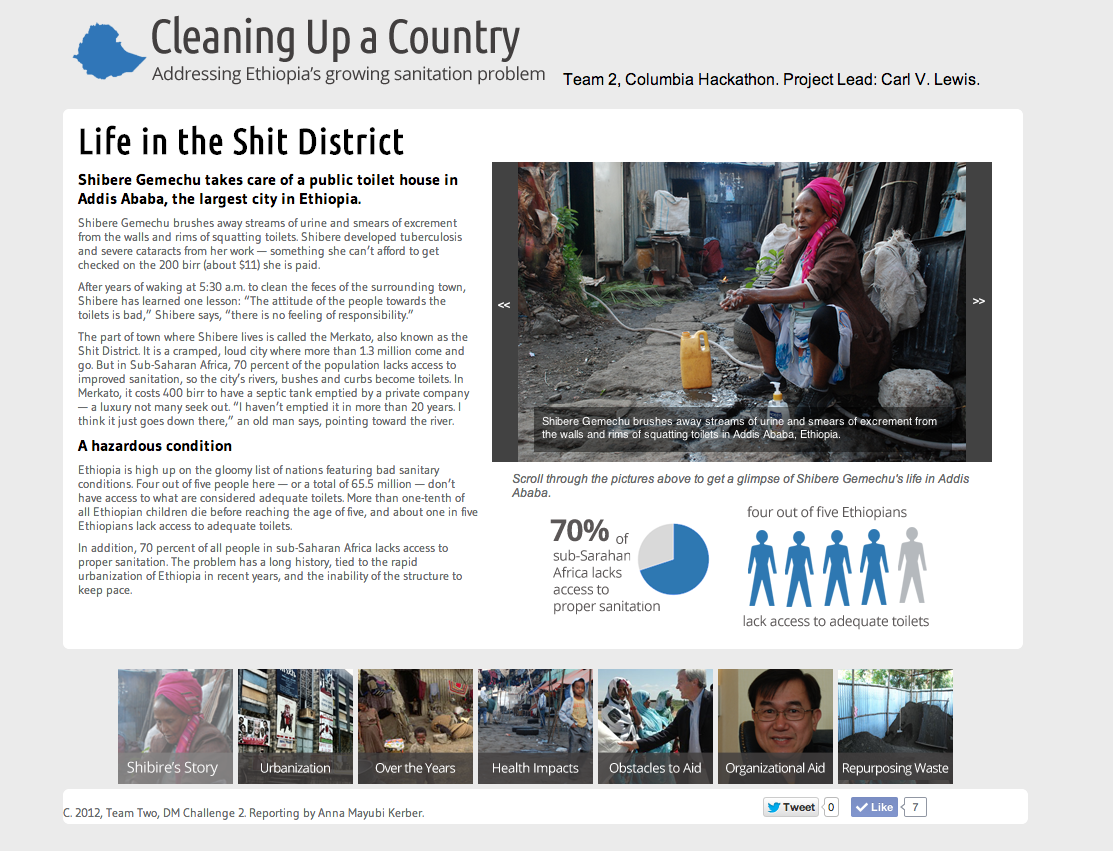 Cleaning Up a Country
Addressing Ethiopia's growing sanitation problem
Team 2, Columbia Hackathon. Project Lead: Carl V. Lewis.
Life in the Shit District
Shibere Gemechu takes care of a public toilet house in
Addis Ababa, the largest city in Ethiopia.
Shibere Gemechu brushes away streams of urine and smears of excrement
from the walls and rims of squatting toilets. Shibere developed tuberculosis
and severe cataracts from her work — something she can't afford to get
checked on the 200 birr (about $11) she is paid.
After years of waking at 5:30 a.m. to clean the feces of the surrounding town,
Shibere has learned one lesson: “The attitude of the people towards the
toilets is bad,” Shibere says, “there is no feeling of responsibility.”
The part of town where Shibere lives is called the Merkato, also known as the
Shit District. It is a cramped, loud city where more than 1.3 million come and
go. But in Sub-Saharan Africa, 70 percent of the population lacks access to
improved sanitation, so the city's rivers, bushes and curbs become toilets. In
Merkato, it costs 400 birr to have a septic tank emptied by a private company
— a luxury not many seek out. “I haven't emptied it in more than 20 years. I
think it just goes down there,” an old man says, pointing toward the river.
A hazardous condition
Ethiopia is high up on the gloomy list of nations featuring bad sanitary
conditions. Four out of five people here — or a total of 65.5 million — don't
have access to what are considered adequate toilets. More than one-tenth of
all Ethiopian children die before reaching the age of five, and about one in five
Ethiopians lack access to adequate toilets.
In addition, 70 percent of all people in sub-Saharan Africa lacks access to
proper sanitation. The problem has a long history, tied to the rapid
urbanization of Ethiopia in recent years, and the inability of the structure to
keep pace.
<<
>>
Shibere Gemechu brushes away streams of urine and smears of excrement from
the walls and rims of squatting toilets in Addis Ababa, Ethiopia.
Scroll through the pictures above to get a glimpse of Shibere Gemechu's life in Addis
Ababa.
70% of
sub-Sarahan
Africa lacks
access to
proper sanitation
four out of five Ethiopians
lack access to adequate toilets
Shibire's Story
Urbanization
Over the Years
Health Impacts
Obstacles to Aid
Organizational Aid
Repurposing Waste
C. 2012, Team Two, DM Challenge 2. Reporting by Anna Mayubi Kerber.
Tweet 0
Like 7